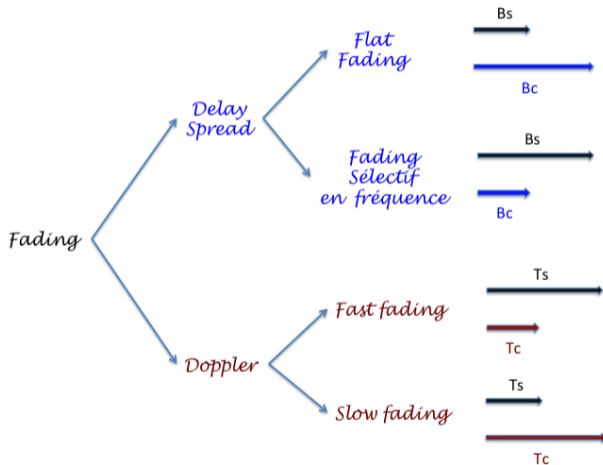 Flat
Fading
Bs
Bc
Delay
Spread
Fading
Sélectif
en fréquence
Bs
Bc
Fading
Fast fading
Ts
Tc
Doppler
Slow fading
Ts
Tc